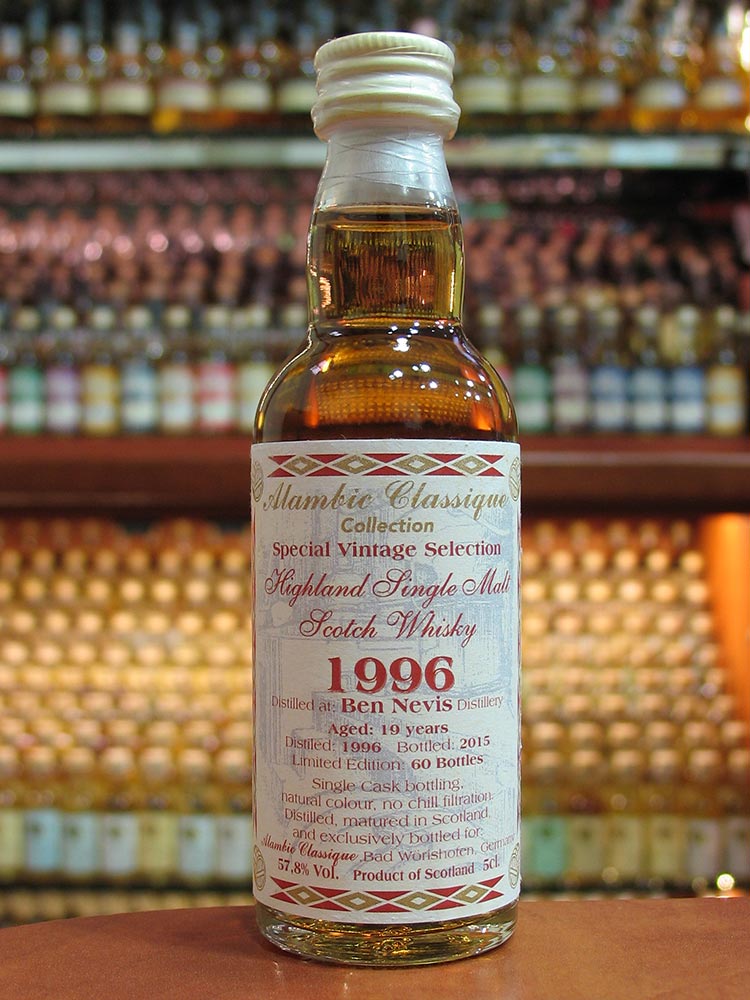 Alambic Classique
Collection
Special Vintage Selection
Highland Single Malt
Scotch Whisky
1996
Distilled at: Ben Nevis Distillery
Aged: 19 years
Distilled: 1996 Bottled: 2015
Limited Edition: 60 Bottles
Single Cask bottling,
natural colour, no chill filtration.
Distilled, matured in Scotland,
and exclusively bottled for:
Alambic Classique, Bad Wörishofen, Germany
57,8% Vol. Product of Scotland 5cl.